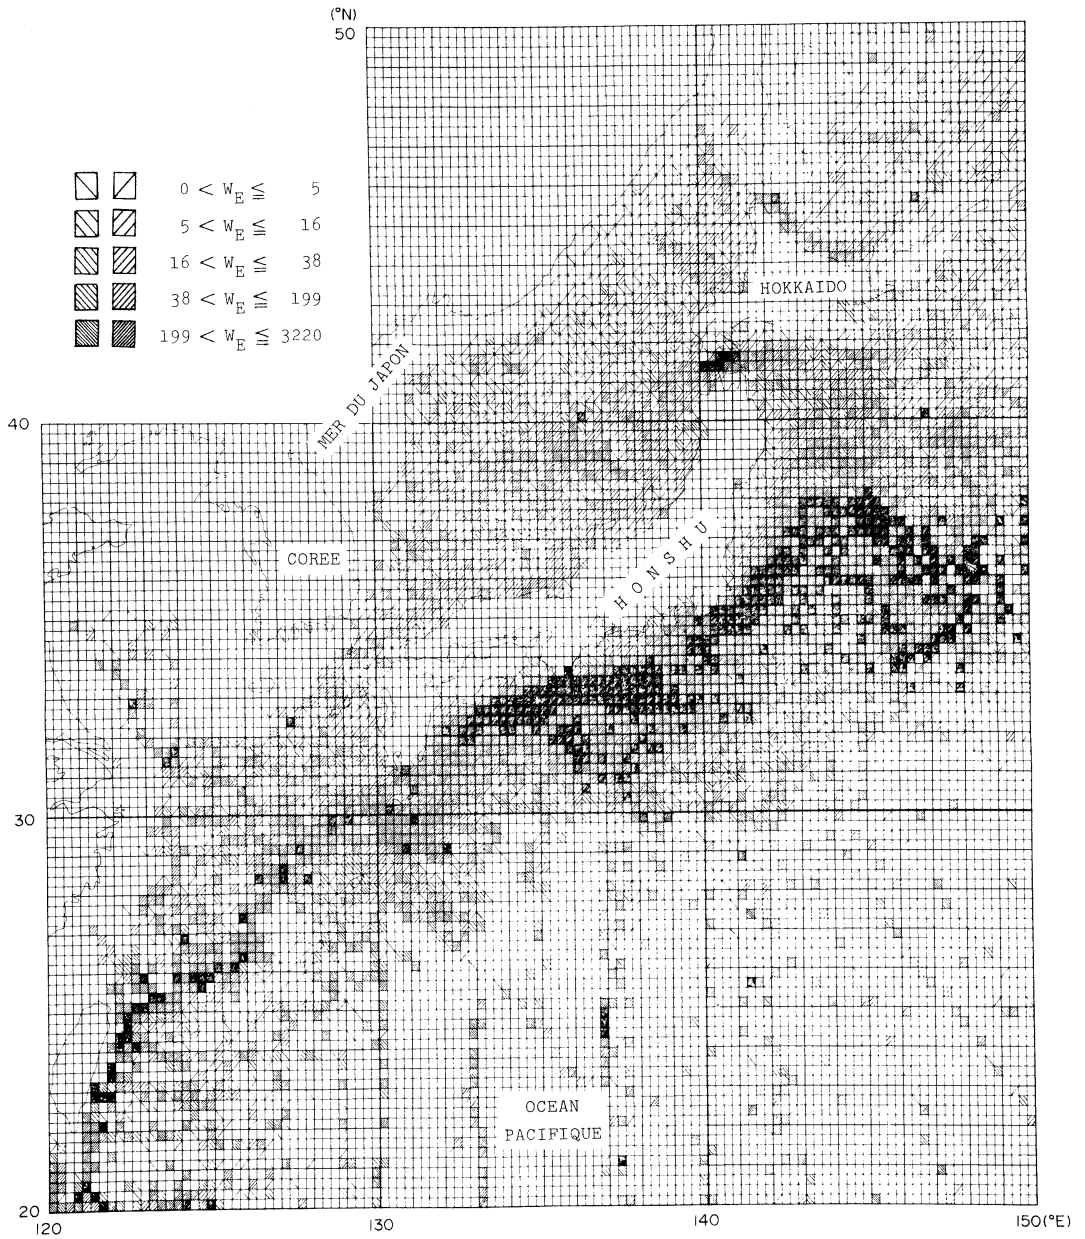 (°N)
50
0 < W_E ≦ 5
5 < W_E ≦ 16
16 < W_E ≦ 38
38 < W_E ≦ 199
199 < W_E ≦ 3220
HOKKAIDO
MER DU JAPON
40
COREE
HONSHU
30
OCEAN
PACIFIQUE
20
120
130
140
150(°E)